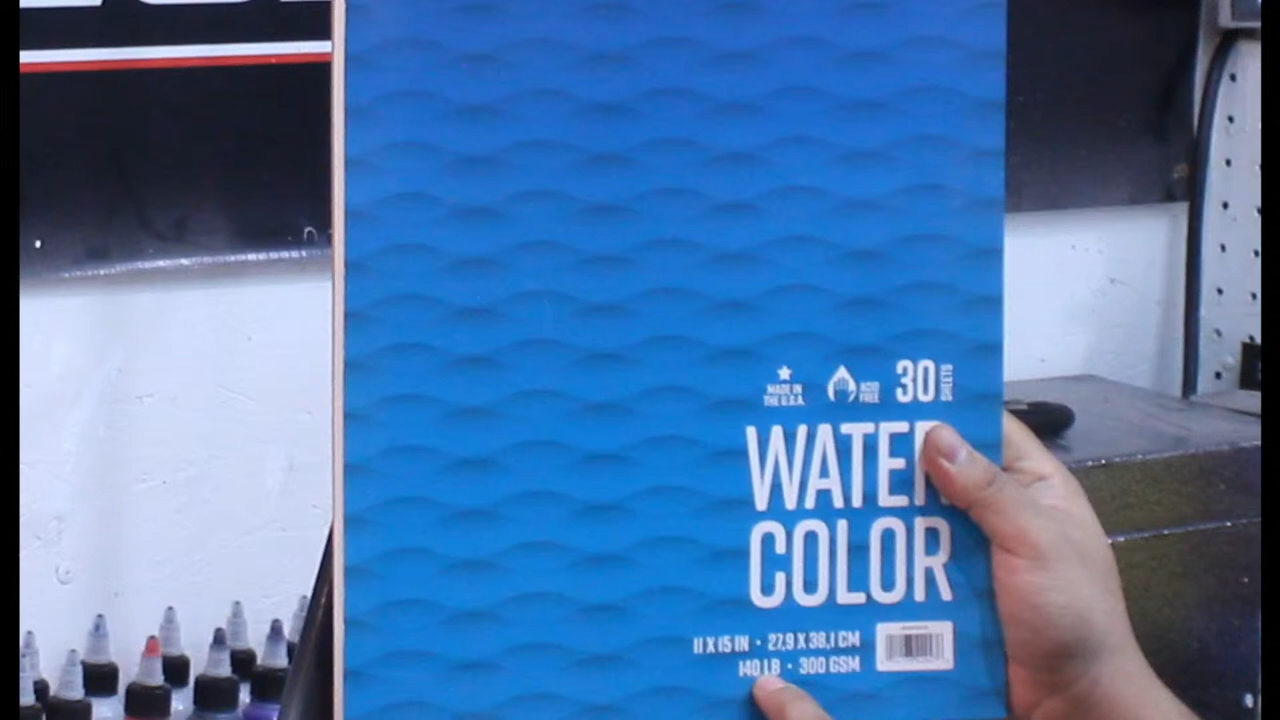 MADE IN
THE U.S.A.
ACID
FREE
30
SHEETS
WATER
COLOR
11 X 15 IN · 27,9 X 38,1 CM
140 LB · 300 GSM